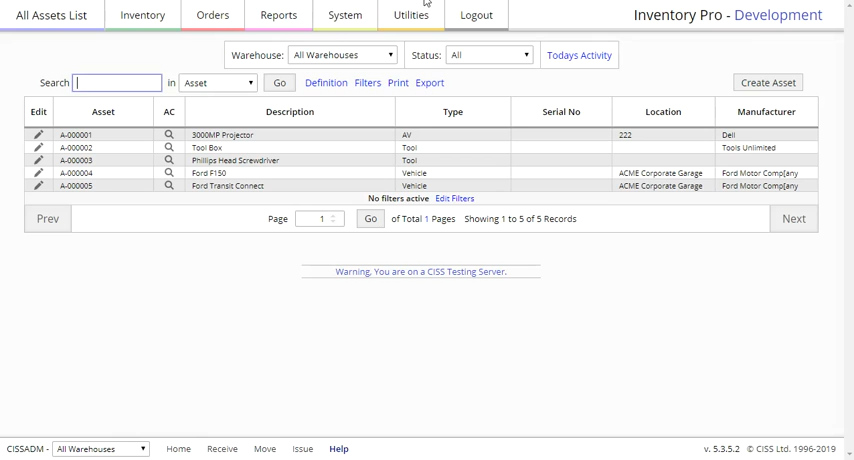 All Assets List Inventory Orders Reports System Utilities Logout Inventory Pro - Development
Warehouse: All Warehouses Status: All Todays Activity
Search in Asset Go Definition Filters Print Export Create Asset
Edit Asset AC Description Type Serial No Location Manufacturer
A-000001 3000MP Projector AV 222 Dell
A-000002 Tool Box Tool Tools Unlimited
A-000003 Phillips Head Screwdriver Tool
A-000004 Ford F150 Vehicle ACME Corporate Garage Ford Motor Comp[any
A-000005 Ford Transit Connect Vehicle ACME Corporate Garage Ford Motor Comp[any
No filters active Edit Filters
Prev Page 1 Go of Total 1 Pages Showing 1 to 5 of 5 Records Next
Warning, You are on a CISS Testing Server.
CISSADM - All Warehouses Home Receive Move Issue Help v. 5.3.5.2 © CISS Ltd. 1996-2019